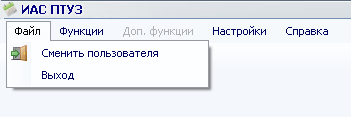 ИАС ПТУЗ
Файл Функции Доп. функции Настройки Справка
Сменить пользователя
Выход